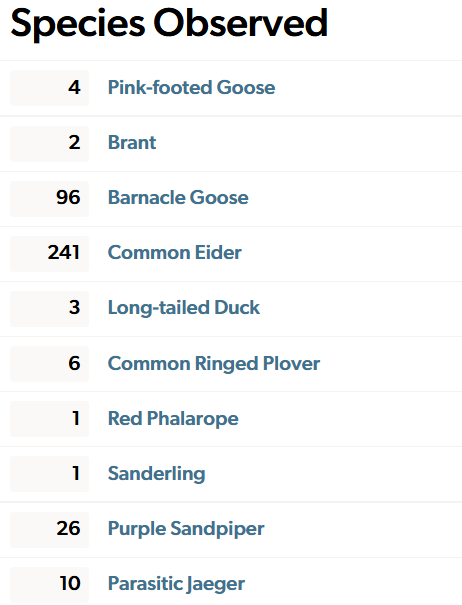 Species Observed
4 Pink-footed Goose
2 Brant
96 Barnacle Goose
241 Common Eider
3 Long-tailed Duck
6 Common Ringed Plover
1 Red Phalarope
1 Sanderling
26 Purple Sandpiper
10 Parasitic Jaeger